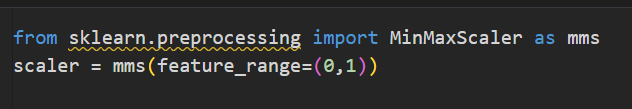 from sklearn.preprocessing import MinMaxScaler as mms
scaler = mms(feature_range=(0,1))